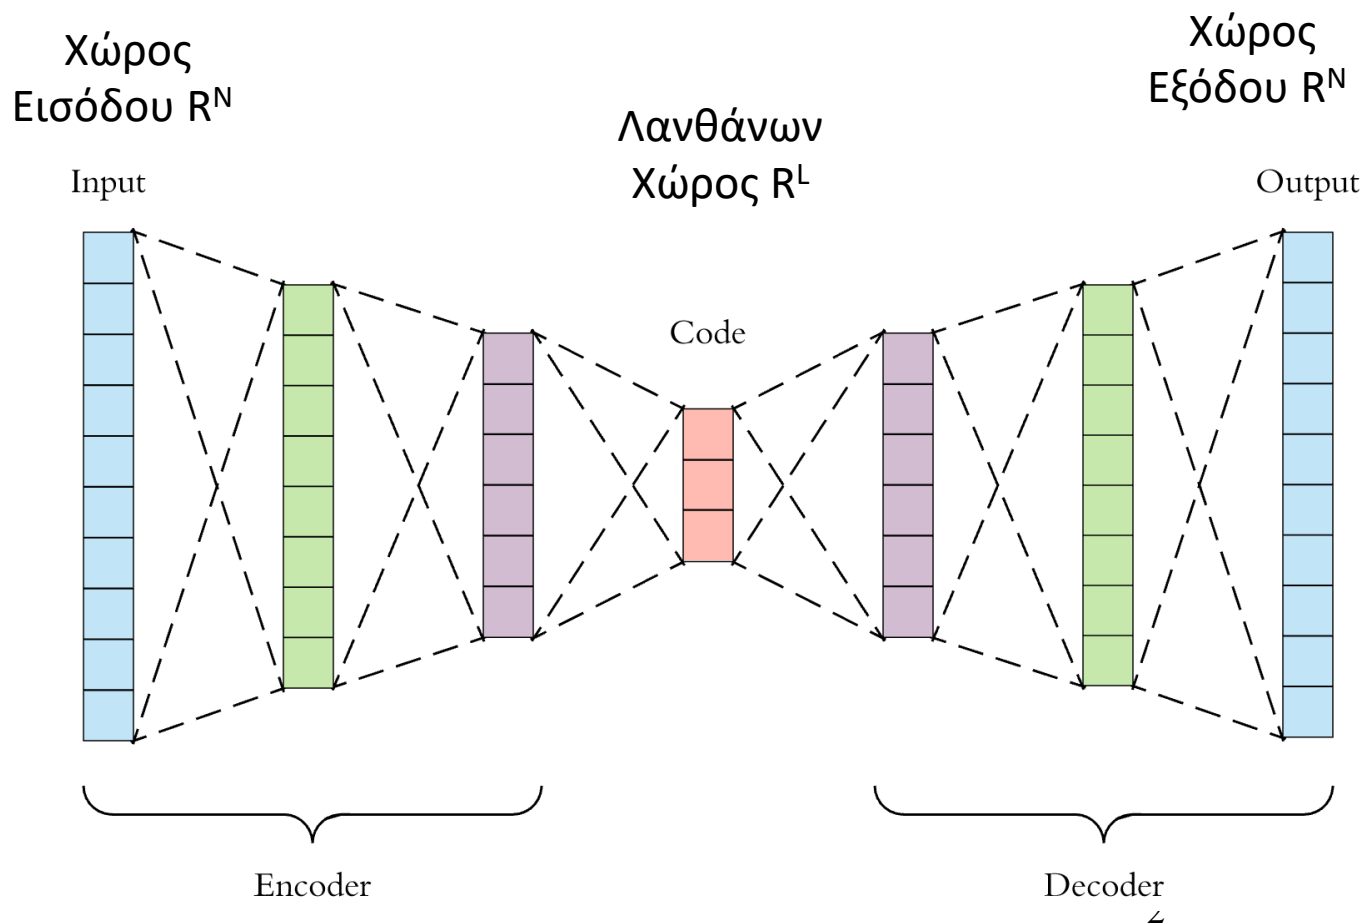 Χώρος
Εισόδου R^N
Χώρος
Εξόδου R^N
Λανθάνων
Χώρος R^L
Input
Output
Code
Encoder
Decoder